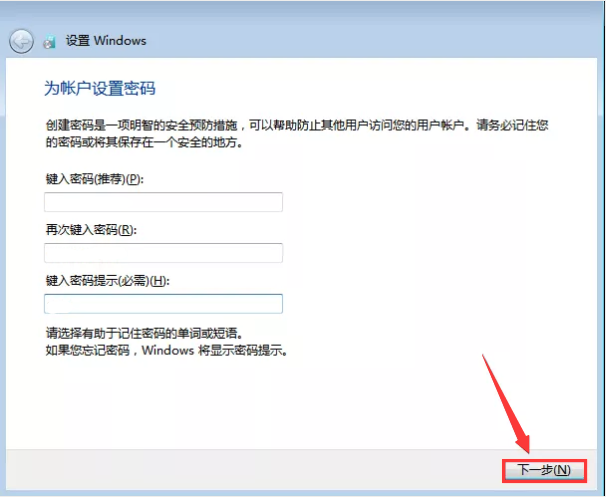 设置 Windows
为帐户设置密码
创建密码是一项明智的安全预防措施，可以帮助防止其他用户访问您的用户帐户。请务必记住您
的密码或将其保存在一个安全的地方。
键入密码(推荐)(P):
再次键入密码(R):
键入密码提示(必需)(H):
请选择有助于记住密码的单词或短语。
如果您忘记密码，Windows 将显示密码提示。
下一步(N)